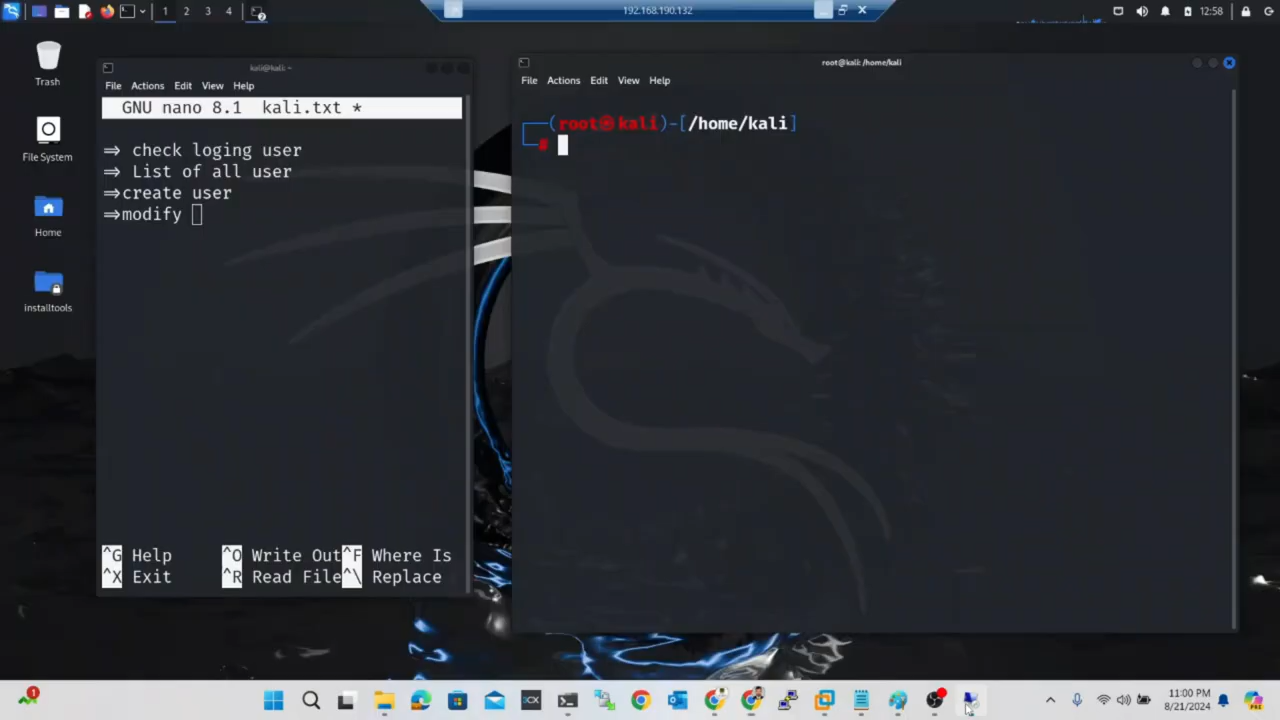 1 2 3 4
192.168.190.132
12:58
Trash
File System
Home
installtools
kali@kali: ~
File Actions Edit View Help
GNU nano 8.1 kali.txt *
⇒ check loging user
⇒ List of all user
⇒create user
⇒modify
^G Help ^O Write Out ^F Where Is
^X Exit ^R Read File ^\ Replace
root@kali: /home/kali
File Actions Edit View Help
(root㉿kali)-[/home/kali]
#
1
11:00 PM
8/21/2024